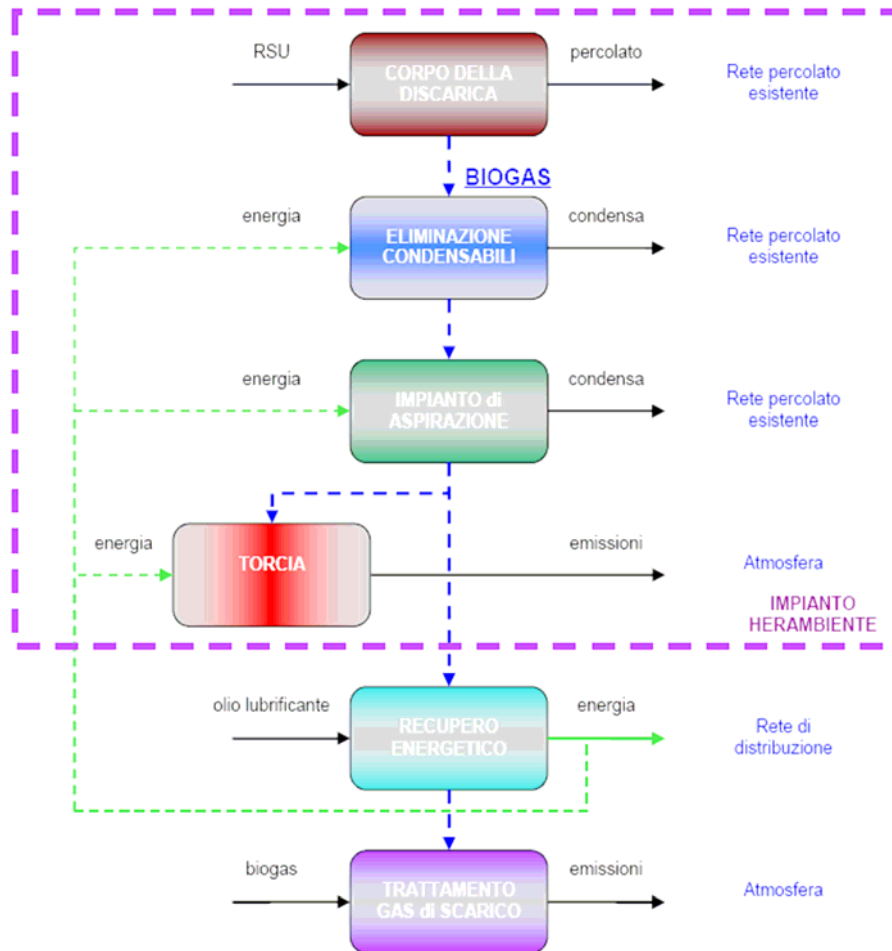 RSU
CORPO DELLA
DISCARICA
percolato
Rete percolato
esistente
BIOGAS
energia
ELIMINAZIONE
CONDENSABILI
condensa
Rete percolato
esistente
energia
IMPIANTO di
ASPIRAZIONE
condensa
Rete percolato
esistente
energia
TORCIA
emissioni
Atmosfera
IMPIANTO
HERAMBIENTE
olio lubrificante
RECUPERO
ENERGETICO
energia
Rete di
distribuzione
biogas
TRATTAMENTO
GAS di SCARICO
emissioni
Atmosfera